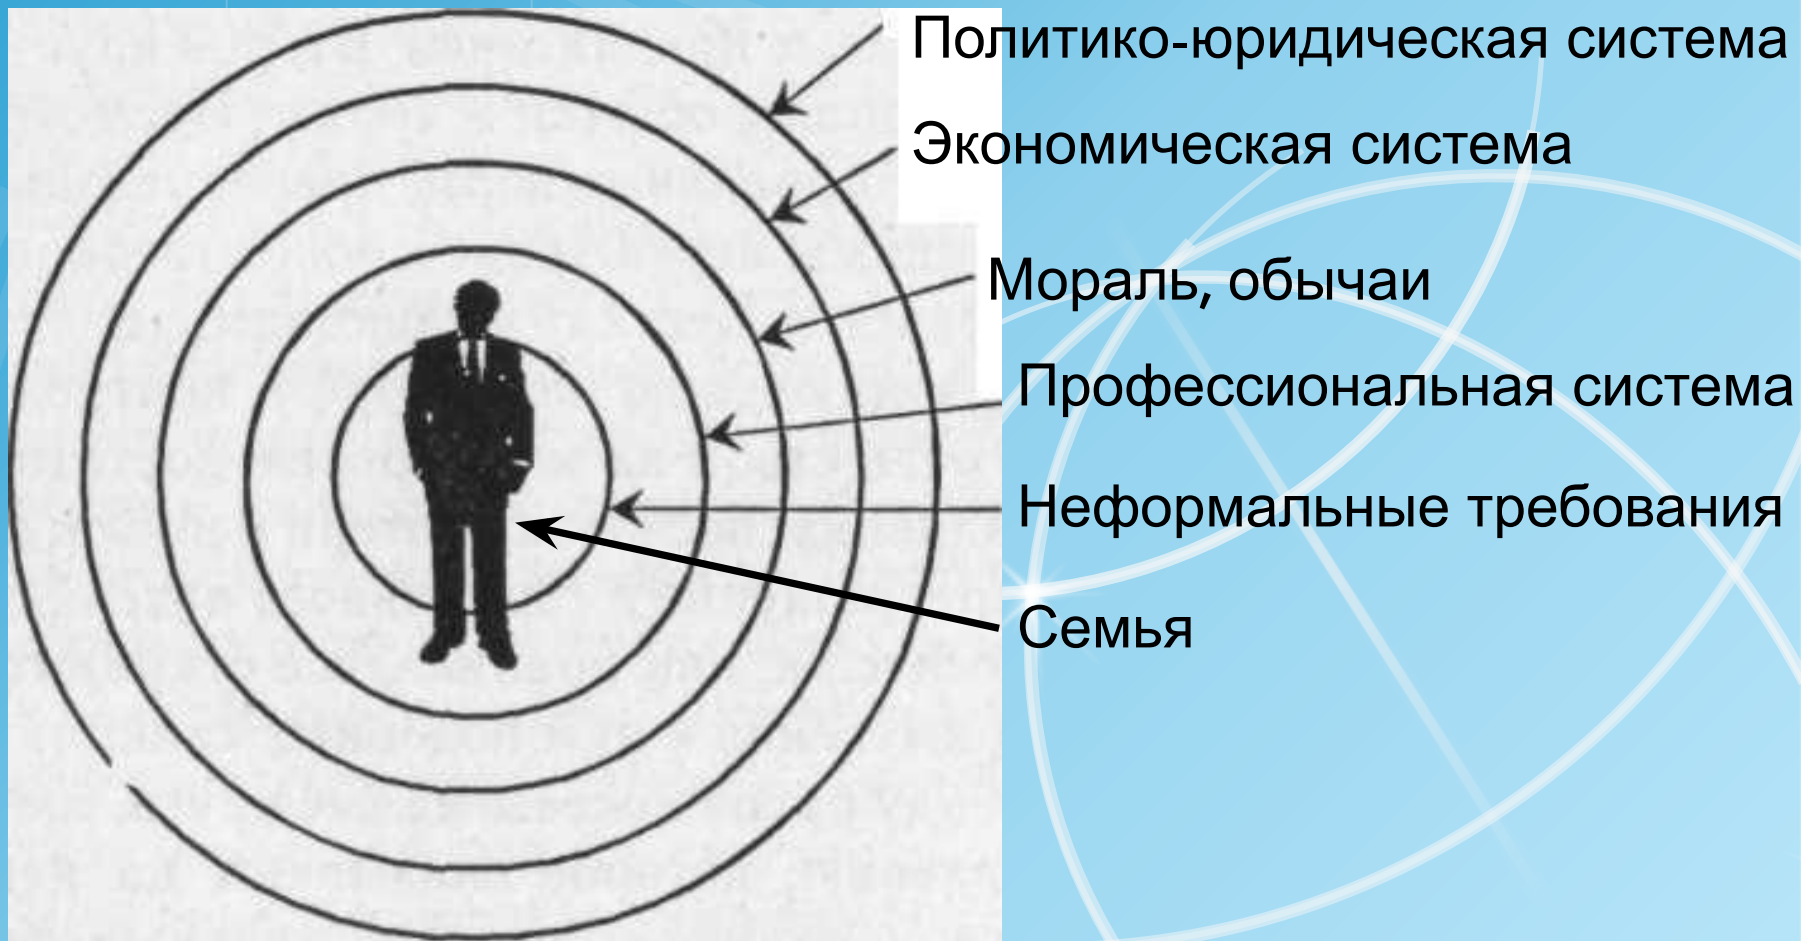 Политико-юридическая система
Экономическая система
Мораль, обычаи
Профессиональная система
Неформальные требования
Семья